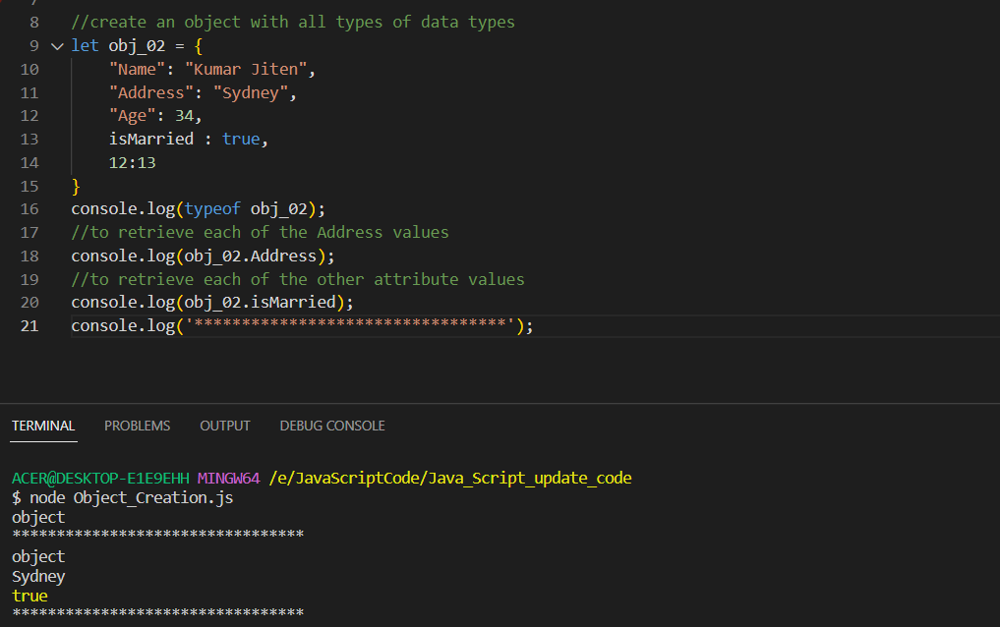 8 //create an object with all types of data types
9 let obj_02 = {
10 "Name": "Kumar Jiten",
11 "Address": "Sydney",
12 "Age": 34,
13 isMarried : true,
14 12:13
15 }
16 console.log(typeof obj_02);
17 //to retrieve each of the Address values
18 console.log(obj_02.Address);
19 //to retrieve each of the other attribute values
20 console.log(obj_02.isMarried);
21 console.log('*********************************');
TERMINAL PROBLEMS OUTPUT DEBUG CONSOLE
ACER@DESKTOP-E1E9EHH MINGW64 /e/JavaScriptCode/Java_Script_update_code
$ node Object_Creation.js
object
*********************************
object
Sydney
true
*********************************